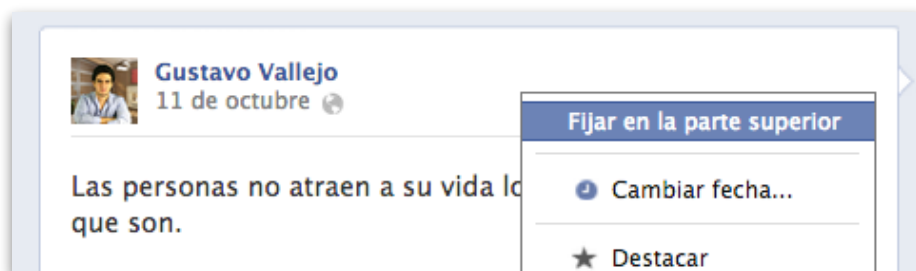 Gustavo Vallejo
11 de octubre
Fijar en la parte superior
Las personas no atraen a su vida
Cambiar fecha...
que son.
Destacar